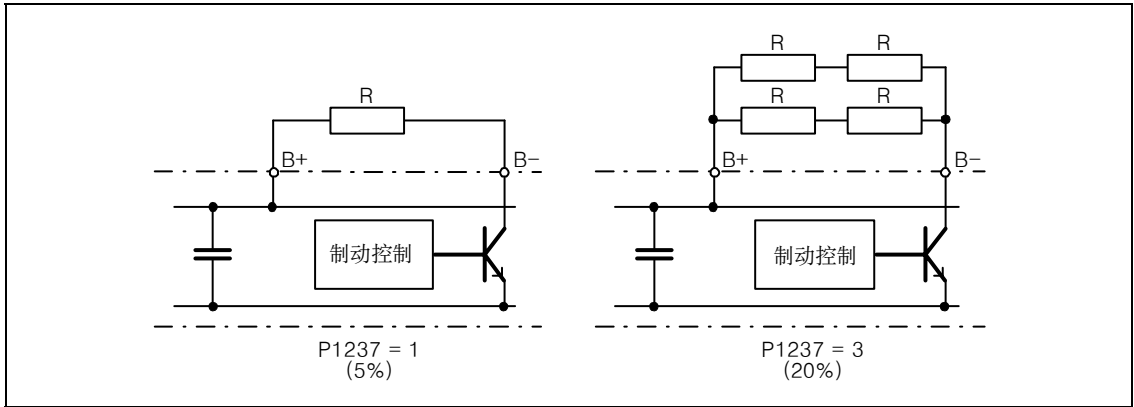 R
B+
B-
制动控制
P1237 = 1
(5%)
R
R
R
R
B+
B-
制动控制
P1237 = 3
(20%)